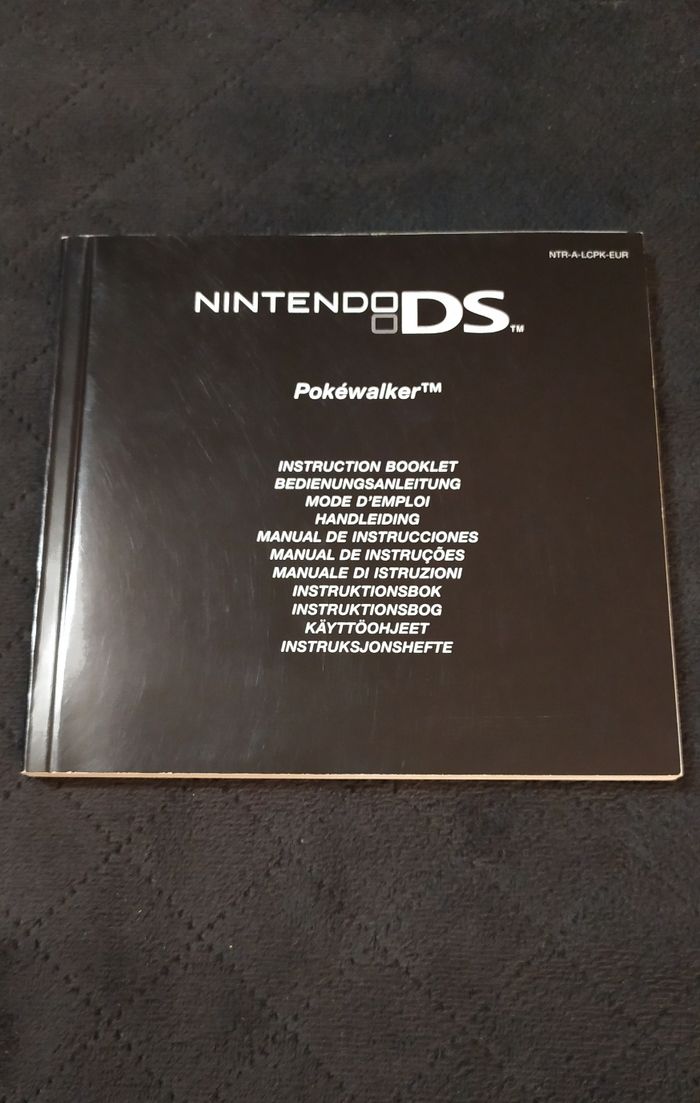 NTR-A-LCPK-EUR
NINTENDO DS™
Pokéwalker™
INSTRUCTION BOOKLET
BEDIENUNGSANLEITUNG
MODE D'EMPLOI
HANDLEIDING
MANUAL DE INSTRUCCIONES
MANUAL DE INSTRUÇÕES
MANUALE DI ISTRUZIONI
INSTRUKTIONSBOK
INSTRUKTIONSBOG
KÄYTTÖOHJEET
INSTRUKSJONSHEFTE